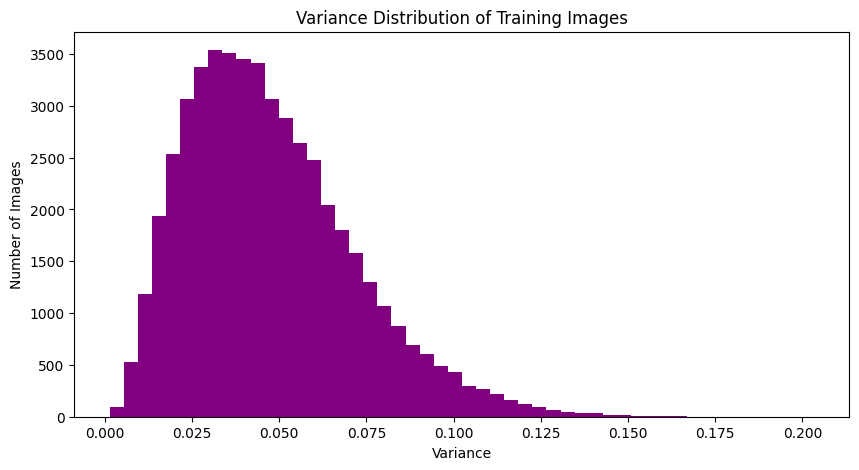 Variance Distribution of Training Images
Number of Images
3500
3000
2500
2000
1500
1000
500
0
0.000 0.025 0.050 0.075 0.100 0.125 0.150 0.175 0.200
Variance